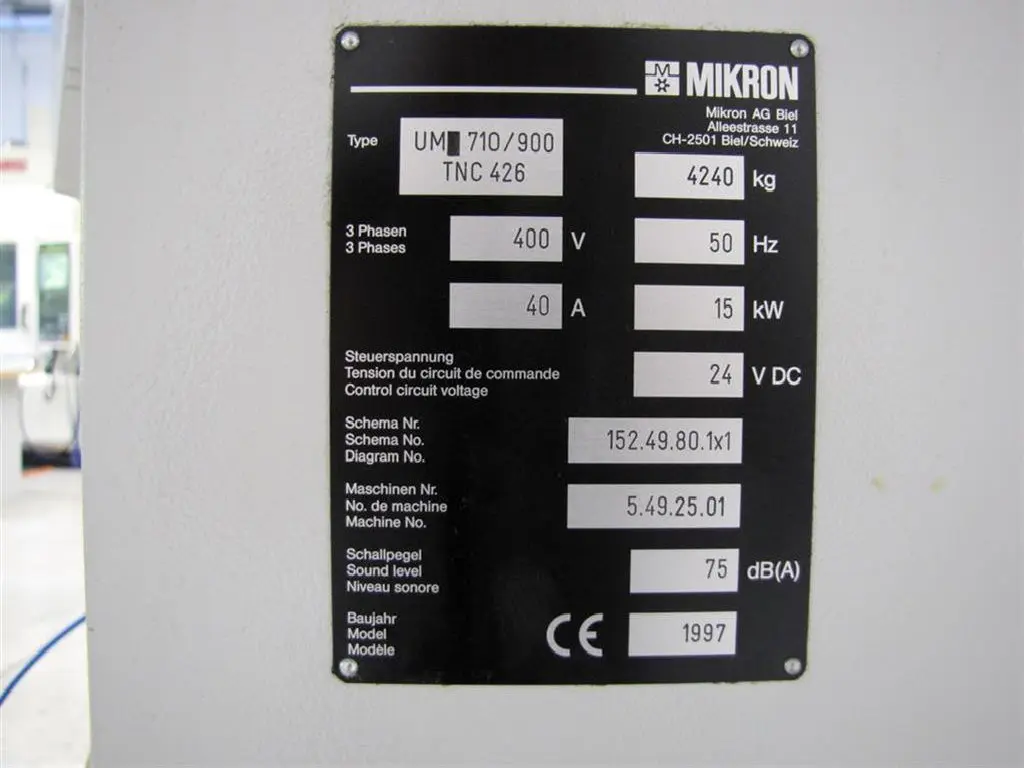 MIKRON
Mikron AG Biel
Alleestrasse 11
CH-2501 Biel/Schweiz
Type
UM 710/900
TNC 426
4240 kg
3 Phasen
3 Phases
400 V
50 Hz
40 A
15 kW
Steuerspannung
Tension du circuit de commande
Control circuit voltage
24 V DC
Schema Nr.
Schema No.
Diagram No.
152.49.80.1x1
Maschinen Nr.
No. de machine
Machine No.
5.49.25.01
Schallpegel
Sound level
Niveau sonore
75 dB(A)
Baujahr
Model
Modèle
CE
1997